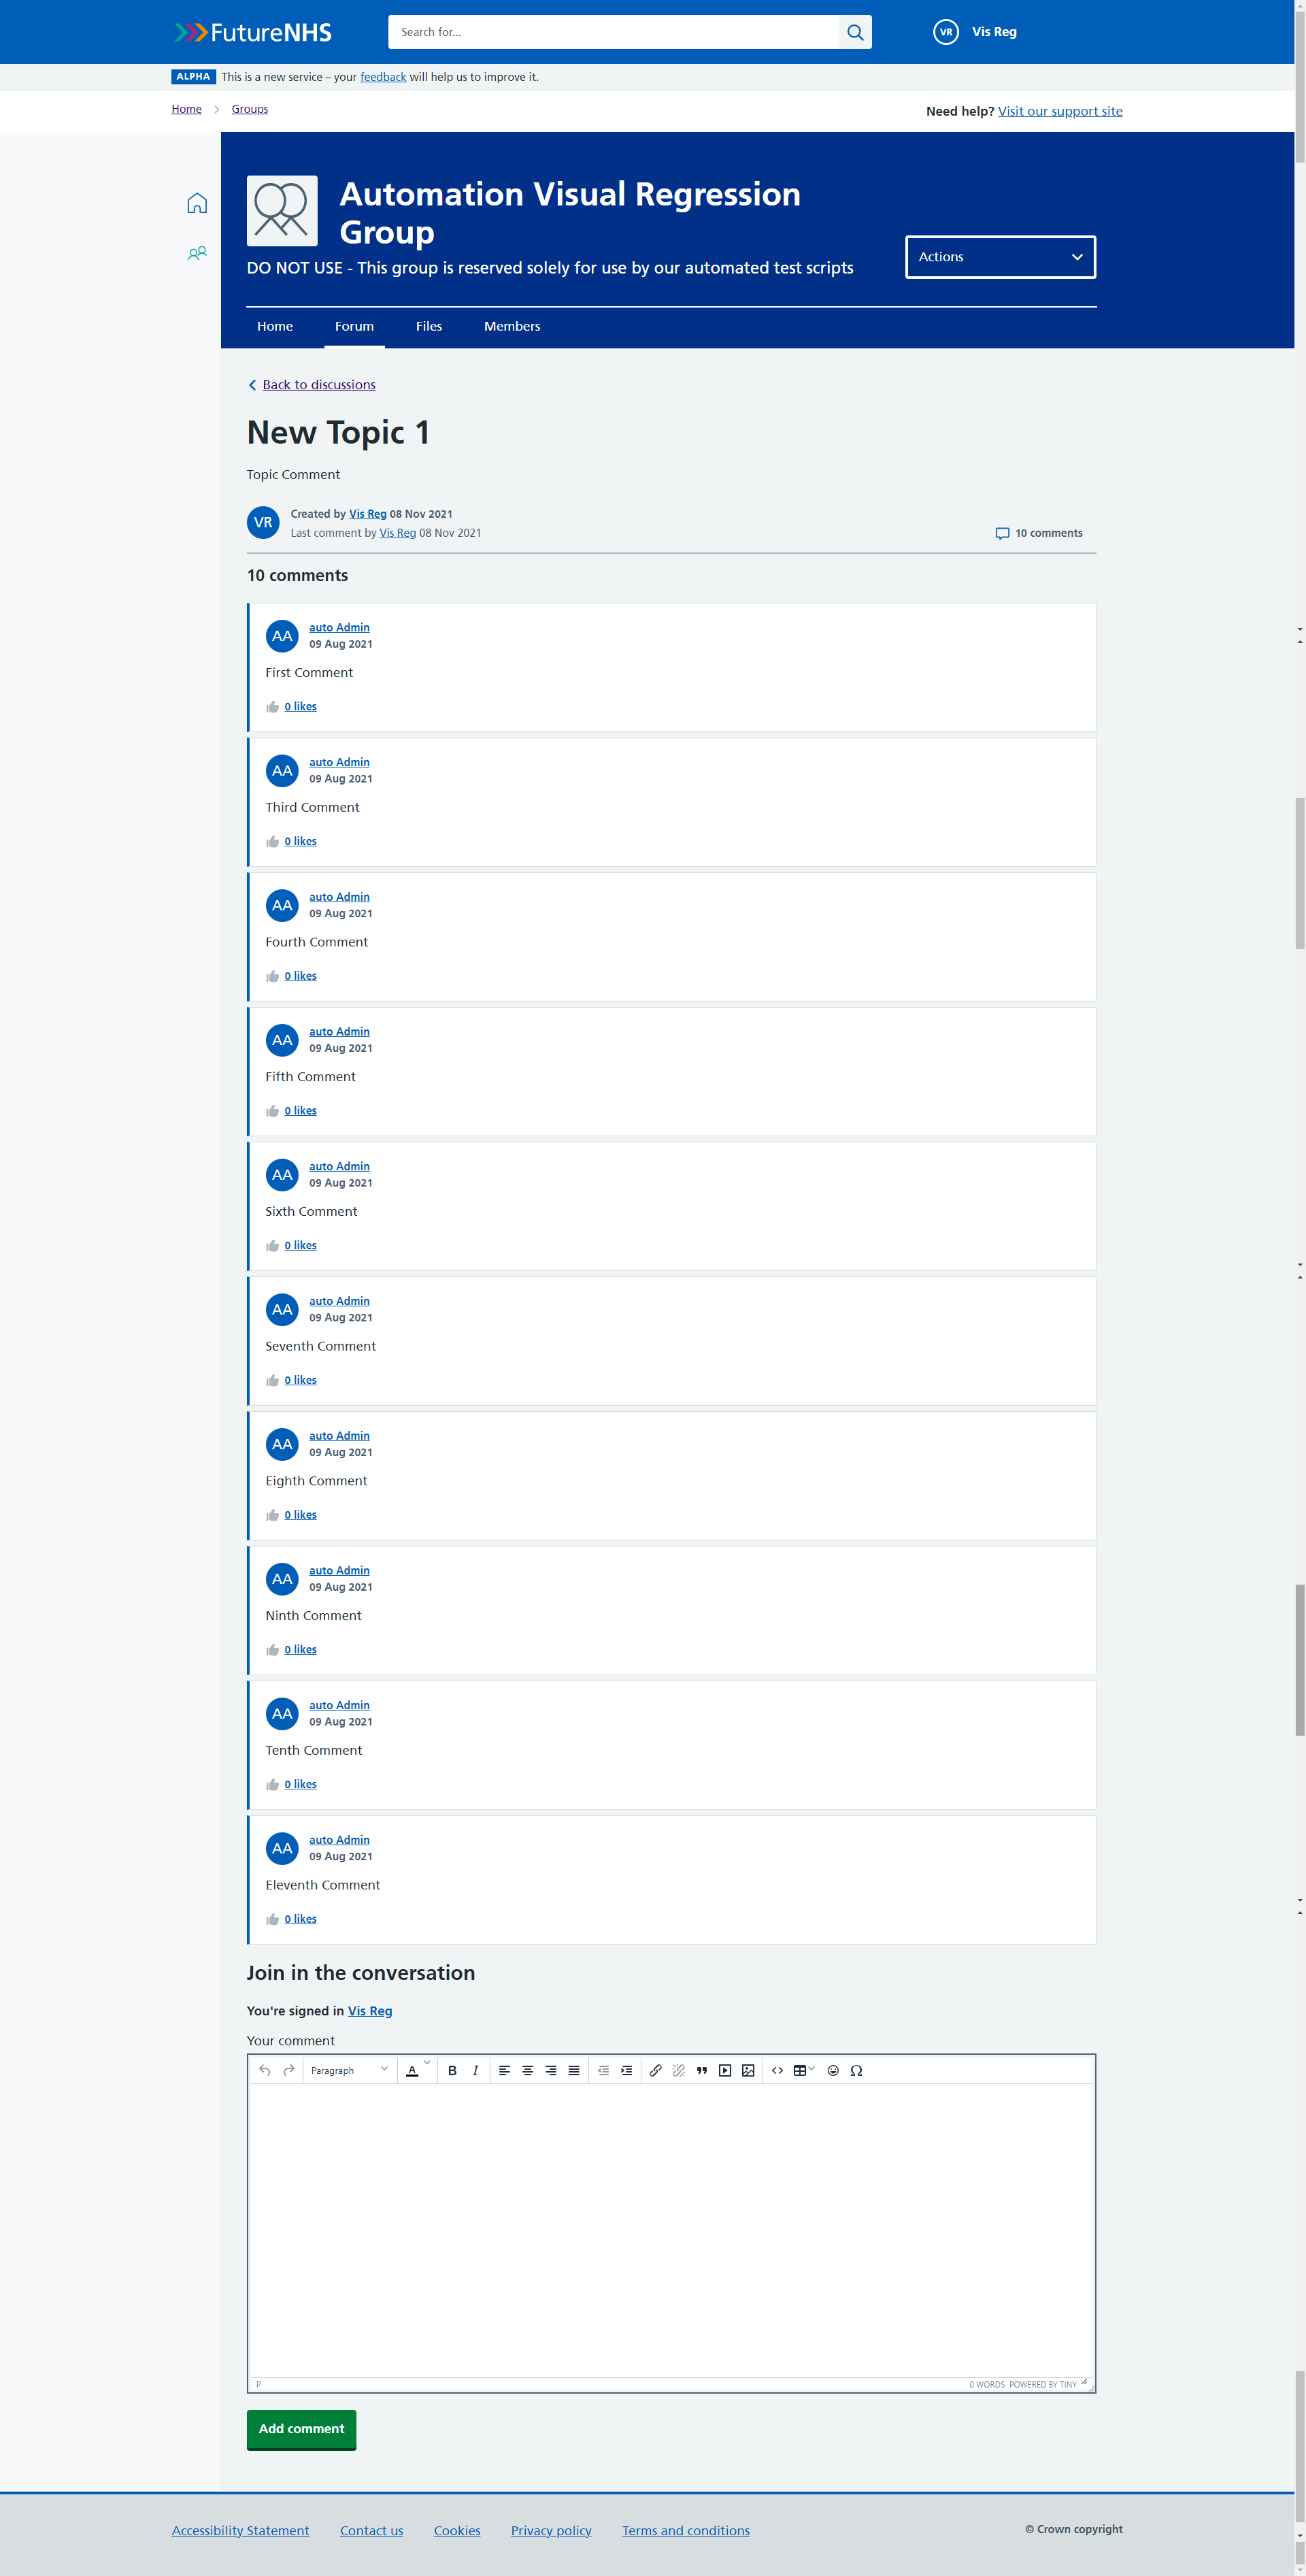 FutureNHS
Search for...
VR Vis Reg
ALPHA This is a new service – your feedback will help us to improve it.
Home Groups
Need help? Visit our support site
Automation Visual Regression
Group
DO NOT USE - This group is reserved solely for use by our automated test scripts
Actions
Home Forum Files Members
Back to discussions
New Topic 1
Topic Comment
VR
Created by Vis Reg 08 Nov 2021
Last comment by Vis Reg 08 Nov 2021
10 comments
10 comments
AA auto Admin
09 Aug 2021
First Comment
0 likes
AA auto Admin
09 Aug 2021
Third Comment
0 likes
AA auto Admin
09 Aug 2021
Fourth Comment
0 likes
AA auto Admin
09 Aug 2021
Fifth Comment
0 likes
AA auto Admin
09 Aug 2021
Sixth Comment
0 likes
AA auto Admin
09 Aug 2021
Seventh Comment
0 likes
AA auto Admin
09 Aug 2021
Eighth Comment
0 likes
AA auto Admin
09 Aug 2021
Ninth Comment
0 likes
AA auto Admin
09 Aug 2021
Tenth Comment
0 likes
AA auto Admin
09 Aug 2021
Eleventh Comment
0 likes
Join in the conversation
You're signed in Vis Reg
Your comment
Paragraph A B I Ω
P 0 WORDS POWERED BY TINY
Add comment
Accessibility Statement Contact us Cookies Privacy policy Terms and conditions © Crown copyright